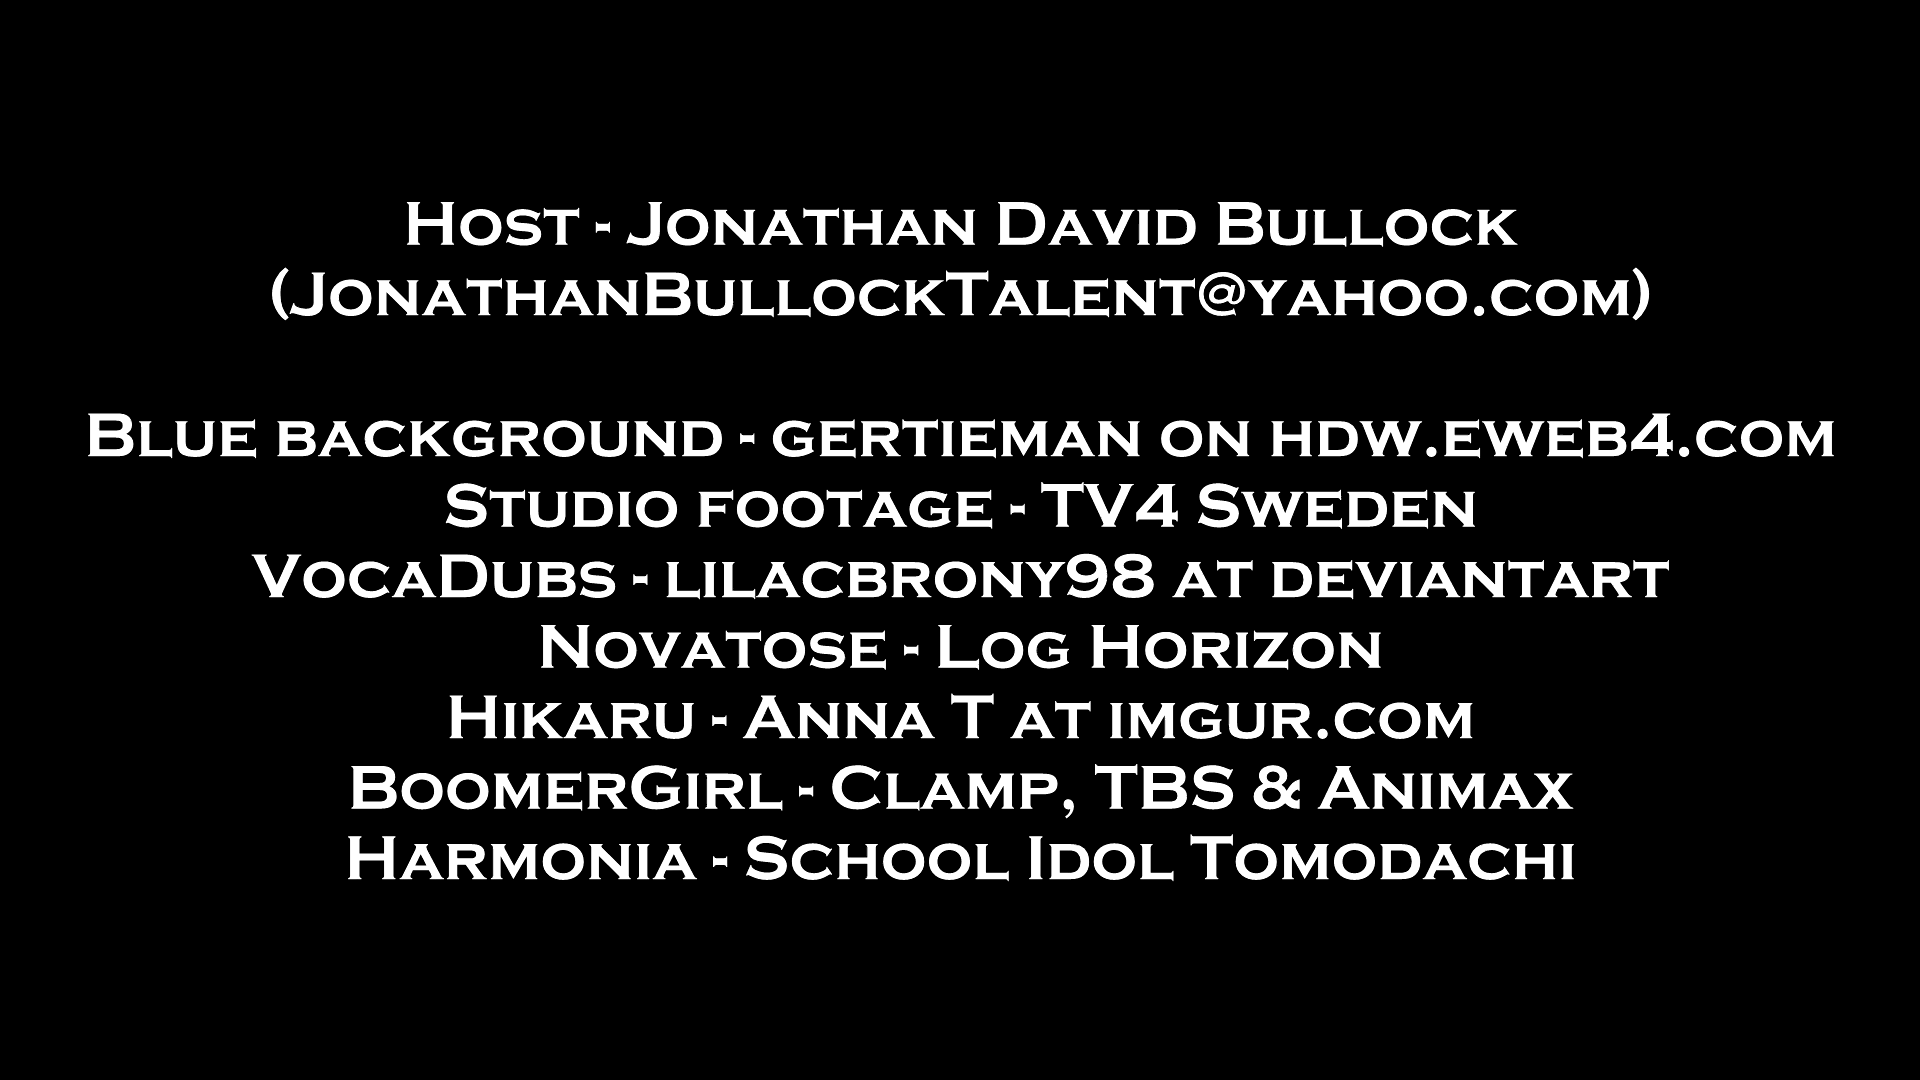 Host - Jonathan David Bullock
(JonathanBullockTalent@yahoo.com)
Blue background - gertieman on hdw.eweb4.com
Studio footage - TV4 Sweden
VocaDubs - lilacbrony98 at deviantart
Novatose - Log Horizon
Hikaru - Anna T at imgur.com
BoomerGirl - Clamp, TBS & Animax
Harmonia - School Idol Tomodachi